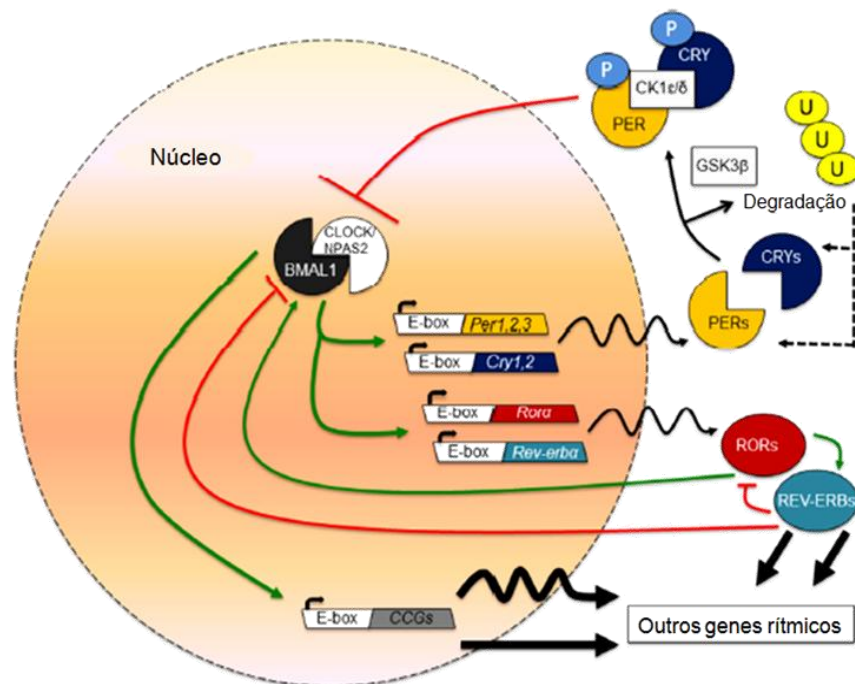 P
CRY
P
CK1ε/δ
PER
U
U
U
Núcleo
GSK3β
Degradação
CLOCK/
NPAS2
BMAL1
CRYs
PERs
E-box Per1,2,3
E-box Cry1,2
E-box Rorα
E-box Rev-erbα
RORs
REV-ERBs
E-box CCGs
Outros genes rítmicos